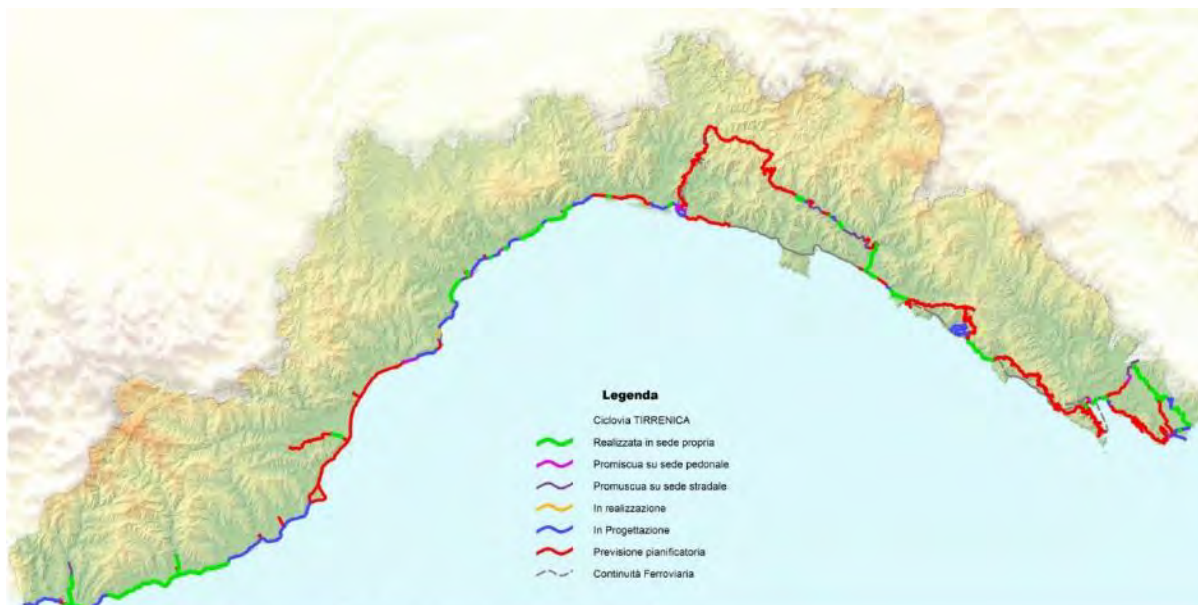 Legenda
Ciclovia TIRRENICA
Realizzata in sede propria
Promiscua su sede pedonale
Promuscua su sede stradale
In realizzazione
In Progettazione
Previsione pianificatoria
Continuità Ferroviaria